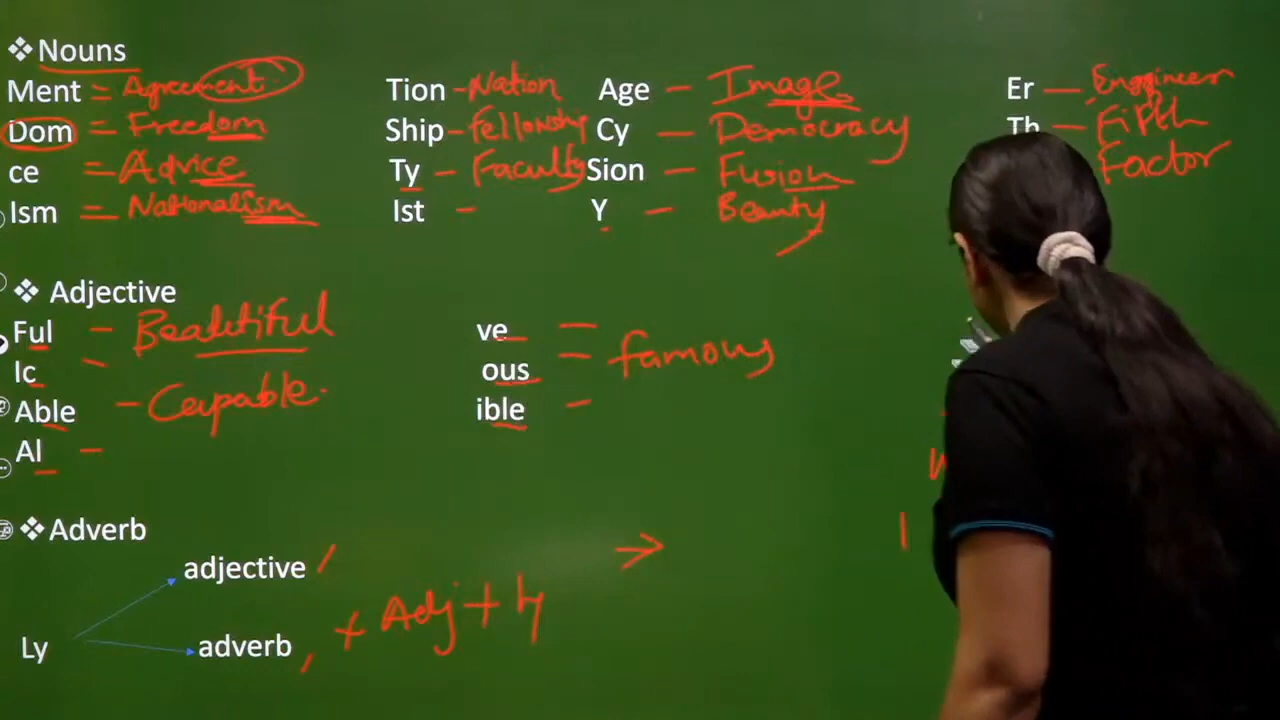 ❖ Nouns
Ment = Agreement
Dom = Freedom
ce = Advice
Ism = Nationalism
Tion - Nation
Ship - Fellowship
Ty - Faculty
Ist -
Age - Image
Cy - Democracy
Sion - Fusion
Y - Beauty
Er - Enggineer
Th - Fifth
Factor
❖ Adjective
Ful - Beautiful
Ic -
Able - Capable.
Al -
ve -
ous - famous
ible -
❖ Adverb
Ly
adjective
adverb
Adj + ly